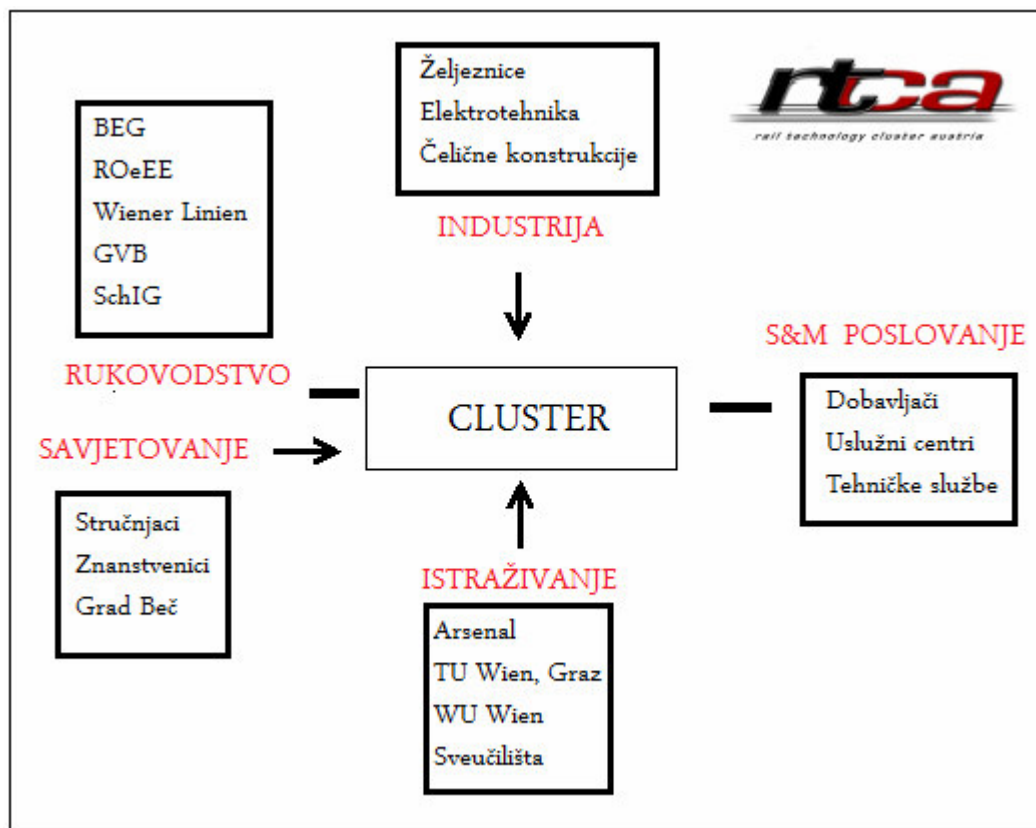 Željeznice
Elektrotehnika
Čelične konstrukcije
INDUSTRIJA
rtca
rail technology cluster austria
BEG
ROeEE
Wiener Linien
GVB
SchIG
RUKOVODSTVO
S&M POSLOVANJE
Dobavljači
Uslužni centri
Tehničke službe
CLUSTER
SAVJETOVANJE
Stručnjaci
Znanstvenici
Grad Beč
ISTRAŽIVANJE
Arsenal
TU Wien, Graz
WU Wien
Sveučilišta